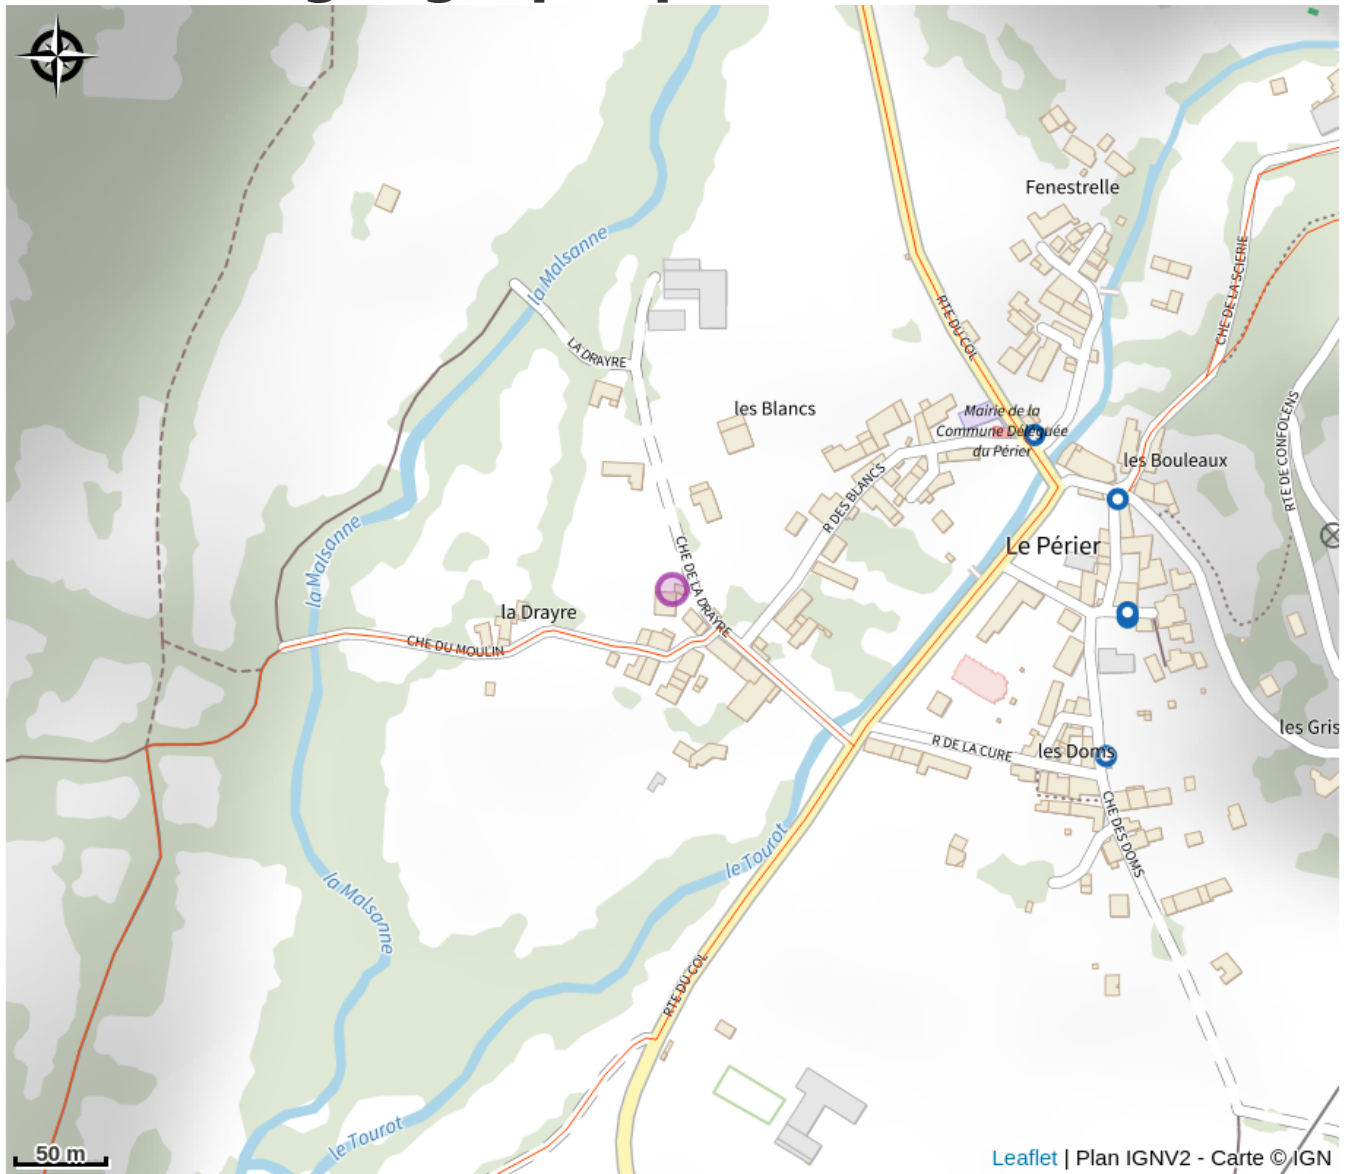 la Malsanne
Fenestrelle
CHE DE LA SCIERIE
RTE DU COL
LA DRAYRE
les Blancs
Mairie de la
Commune Déléguée
du Périer
RTE DE CONFOLENS
les Bouleaux
R DES BLANCS
la Malsanne
Le Périer
CHE DE LA DRAYRE
la Drayre
CHE DU MOULIN
les Gris
R DE LA CURE
les Doms
CHE DES DOMS
le Tourot
la Malsanne
RTE DU COL
le Tourot
50 m
Leaflet | Plan IGNV2 - Carte © IGN